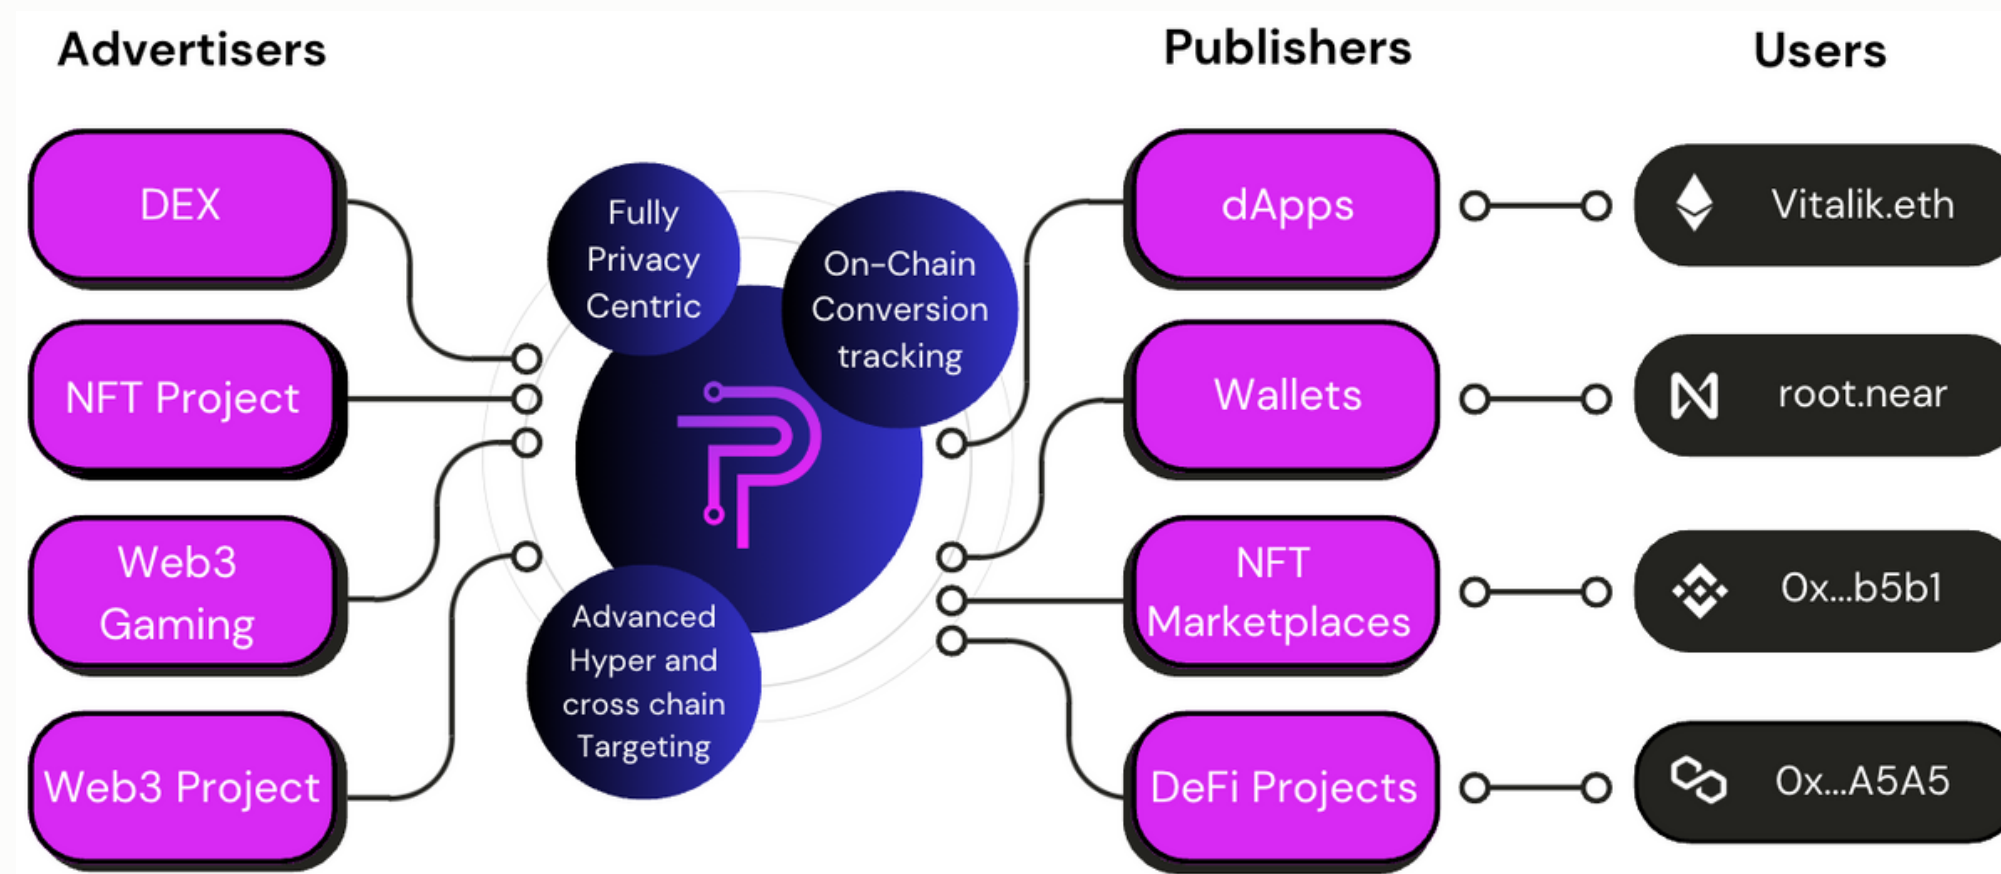 Advertisers
Publishers
Users
DEX
NFT Project
Web3
Gaming
Web3 Project
Fully
Privacy
Centric
On-Chain
Conversion
tracking
Advanced
Hyper and
cross chain
Targeting
dApps
Wallets
NFT
Marketplaces
DeFi Projects
Vitalik.eth
root.near
0x...b5b1
0x...A5A5